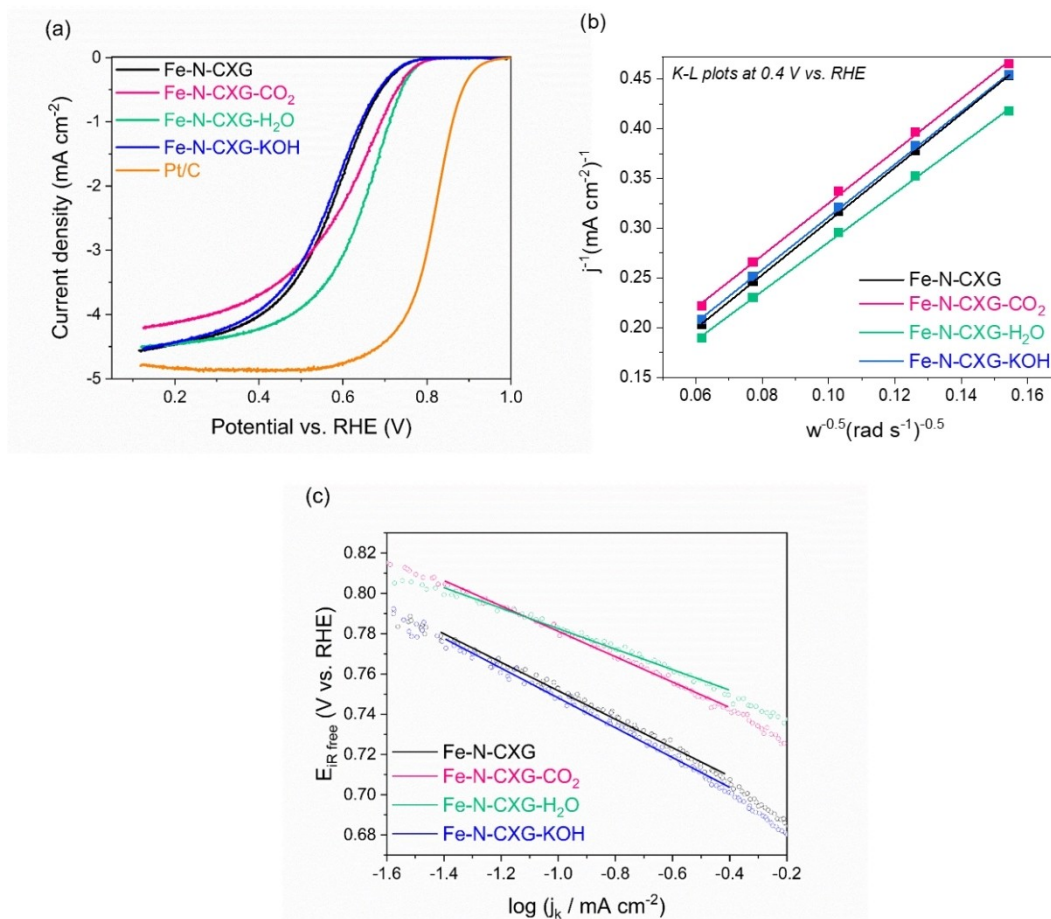 (a)
Fe-N-CXG
Fe-N-CXG-CO₂
Fe-N-CXG-H₂O
Fe-N-CXG-KOH
Pt/C
Current density (mA cm⁻²)
0
-1
-2
-3
-4
-5
0.2 0.4 0.6 0.8 1.0
Potential vs. RHE (V)
(b)
K-L plots at 0.4 V vs. RHE
j⁻¹(mA cm⁻²)⁻¹
0.45
0.40
0.35
0.30
0.25
0.20
0.15
Fe-N-CXG
Fe-N-CXG-CO₂
Fe-N-CXG-H₂O
Fe-N-CXG-KOH
0.06 0.08 0.10 0.12 0.14 0.16
w⁻⁰·⁵(rad s⁻¹)⁻⁰·⁵
(c)
E iR free (V vs. RHE)
0.82
0.80
0.78
0.76
0.74
0.72
0.70
0.68
Fe-N-CXG
Fe-N-CXG-CO₂
Fe-N-CXG-H₂O
Fe-N-CXG-KOH
-1.6 -1.4 -1.2 -1.0 -0.8 -0.6 -0.4 -0.2
log (jₖ / mA cm⁻²)